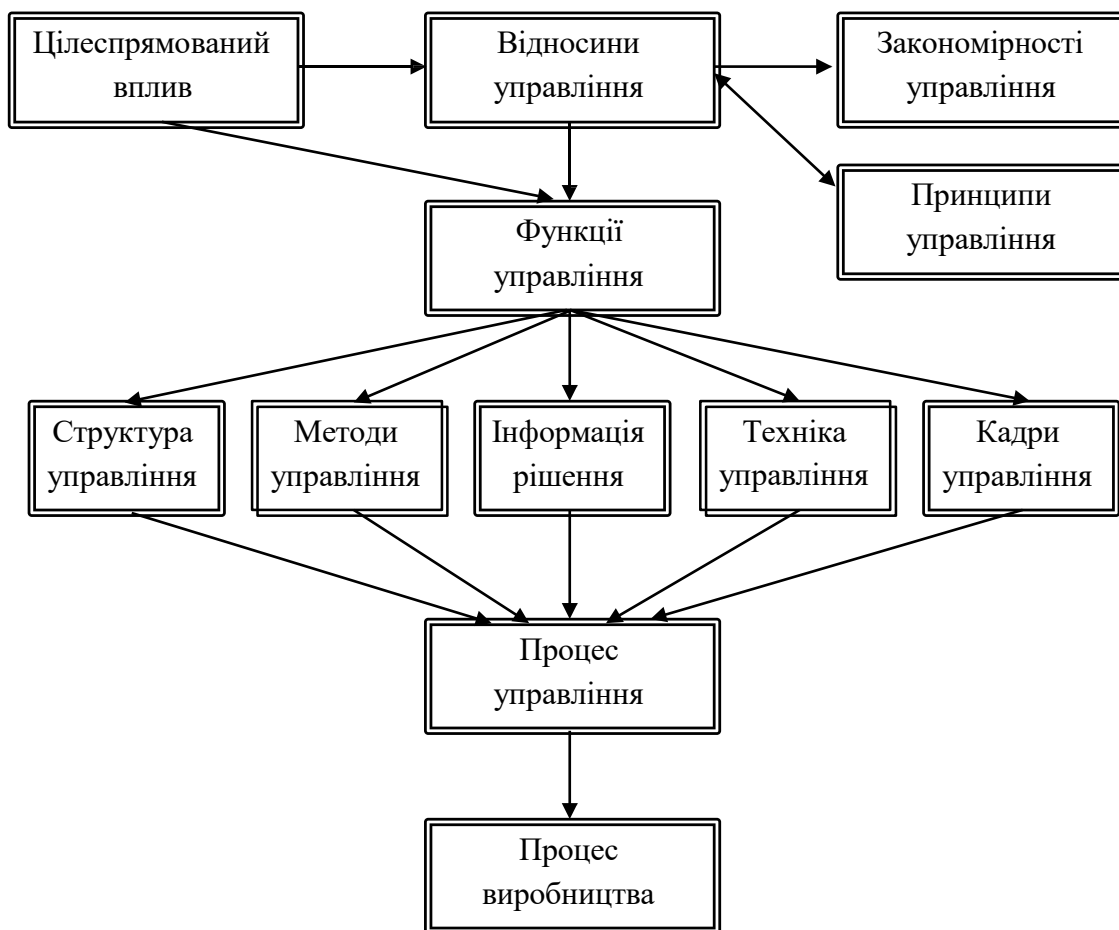 Цілеспрямований
вплив
Відносини
управління
Закономірності
управління
Принципи
управління
Функції
управління
Структура
управління
Методи
управління
Інформація
рішення
Техніка
управління
Кадри
управління
Процес
управління
Процес
виробництва